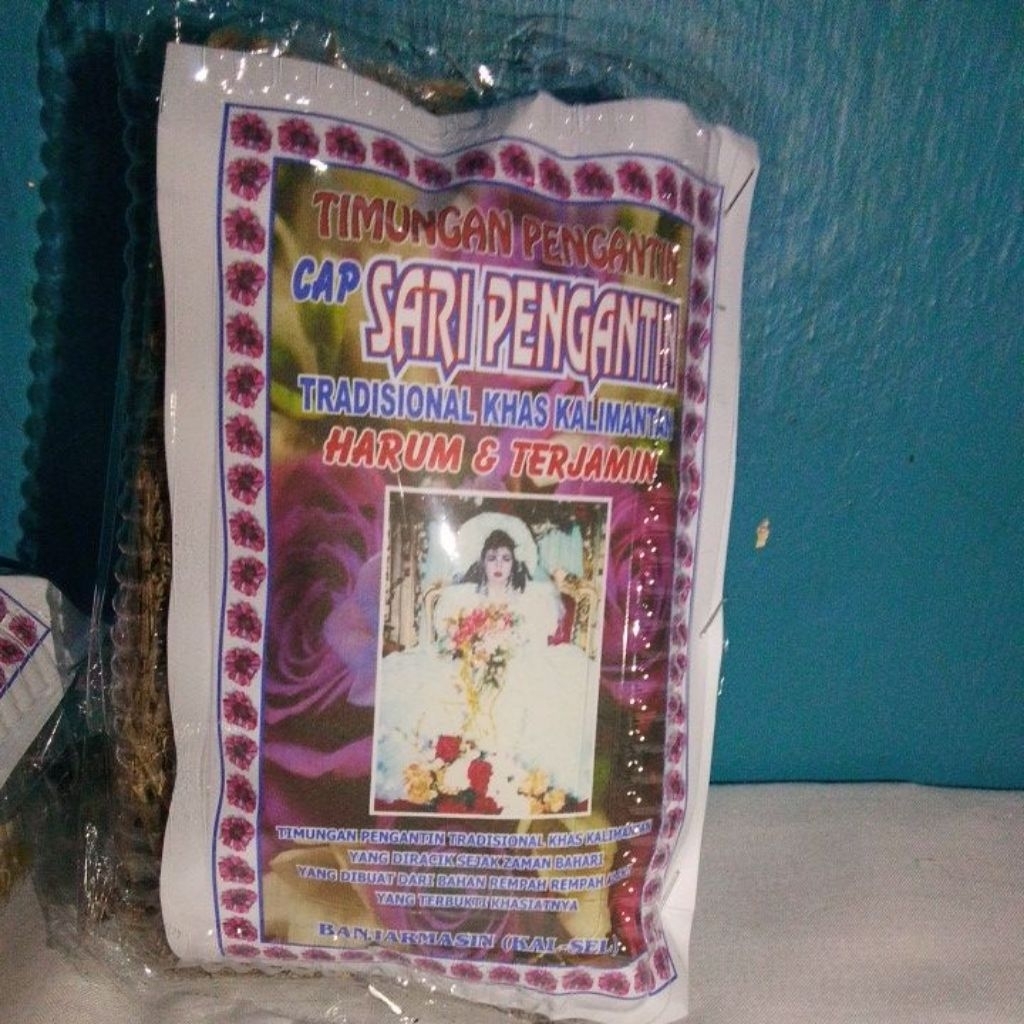 TIMUNGAN PENGANTIN
CAP SARI PENGANTIN
TRADISIONAL KHAS KALIMANTAN
HARUM & TERJAMIN
TIMUNGAN PENGANTIN TRADISIONAL KHAS KALIMANTAN
YANG DIRACIK SEJAK ZAMAN BAHARI
YANG DIBUAT DARI BAHAN REMPAH REMPAH
YANG TERBUKTI KHASIATNYA
BANJARMASIN (KAL-SEL)